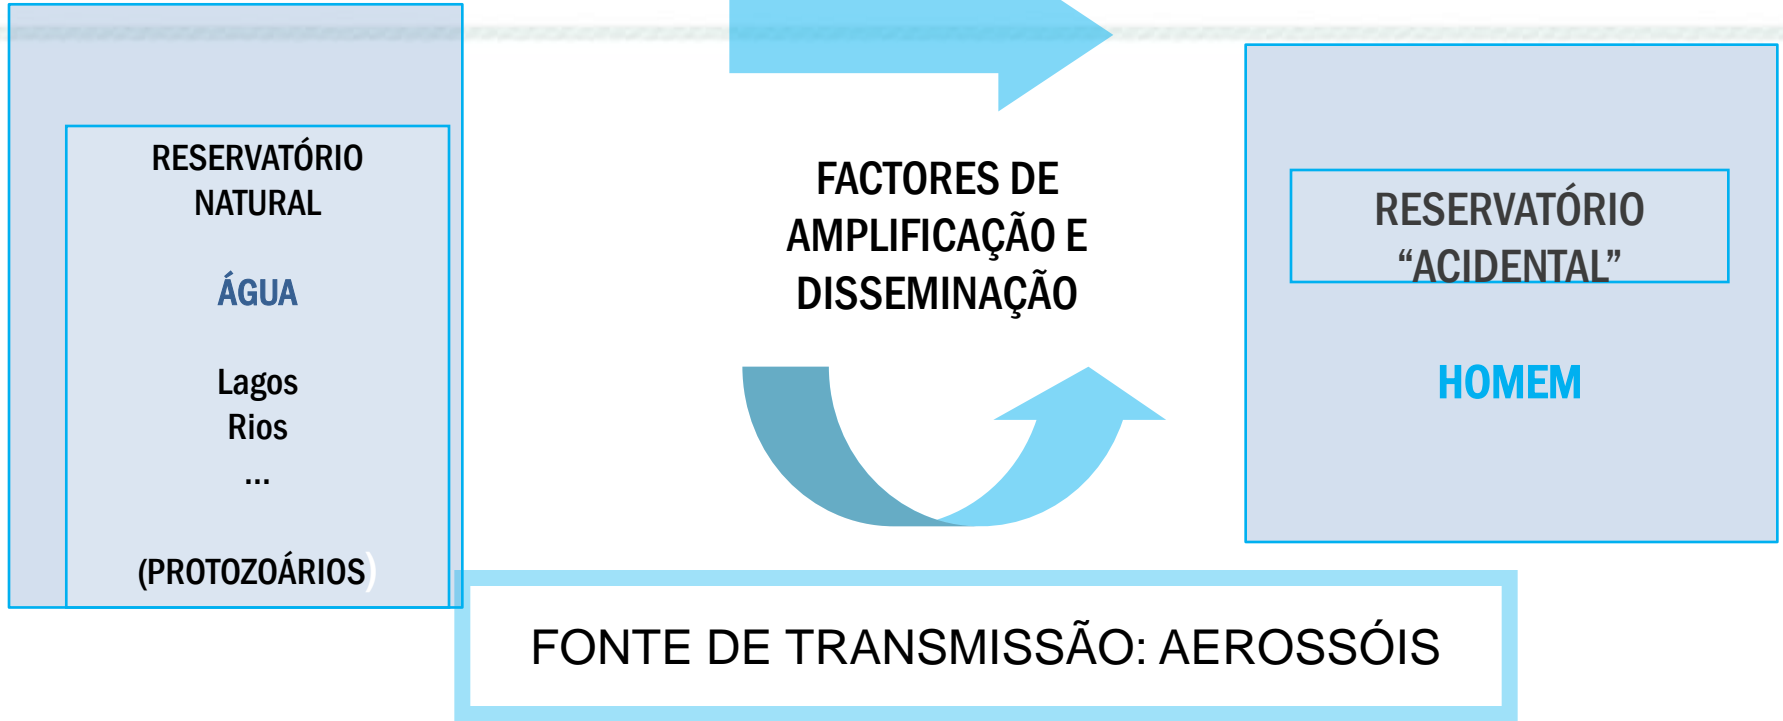 RESERVATÓRIO
NATURAL
ÁGUA
Lagos
Rios
...
(PROTOZOÁRIOS)
FACTORES DE
AMPLIFICAÇÃO E
DISSEMINAÇÃO
RESERVATÓRIO
“ACIDENTAL”
HOMEM
FONTE DE TRANSMISSÃO: AEROSSÓIS